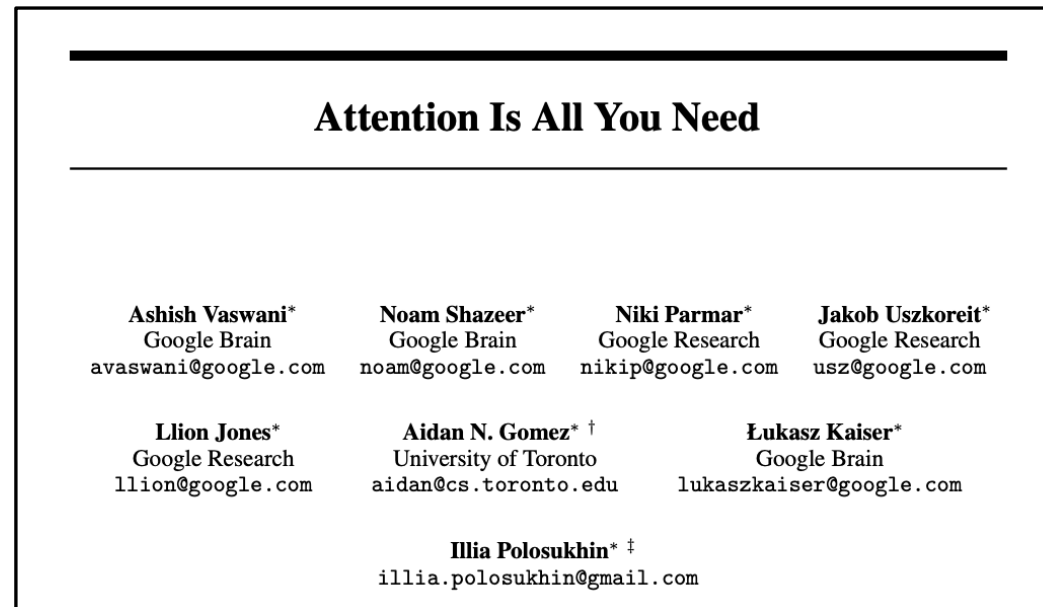 Attention Is All You Need
Ashish Vaswani* Noam Shazeer* Niki Parmar* Jakob Uszkoreit*
Google Brain Google Brain Google Research Google Research
avaswani@google.com noam@google.com nikip@google.com usz@google.com
Llion Jones* Aidan N. Gomez* † Łukasz Kaiser*
Google Research University of Toronto Google Brain
llion@google.com aidan@cs.toronto.edu lukaszkaiser@google.com
Illia Polosukhin* ‡
illia.polosukhin@gmail.com